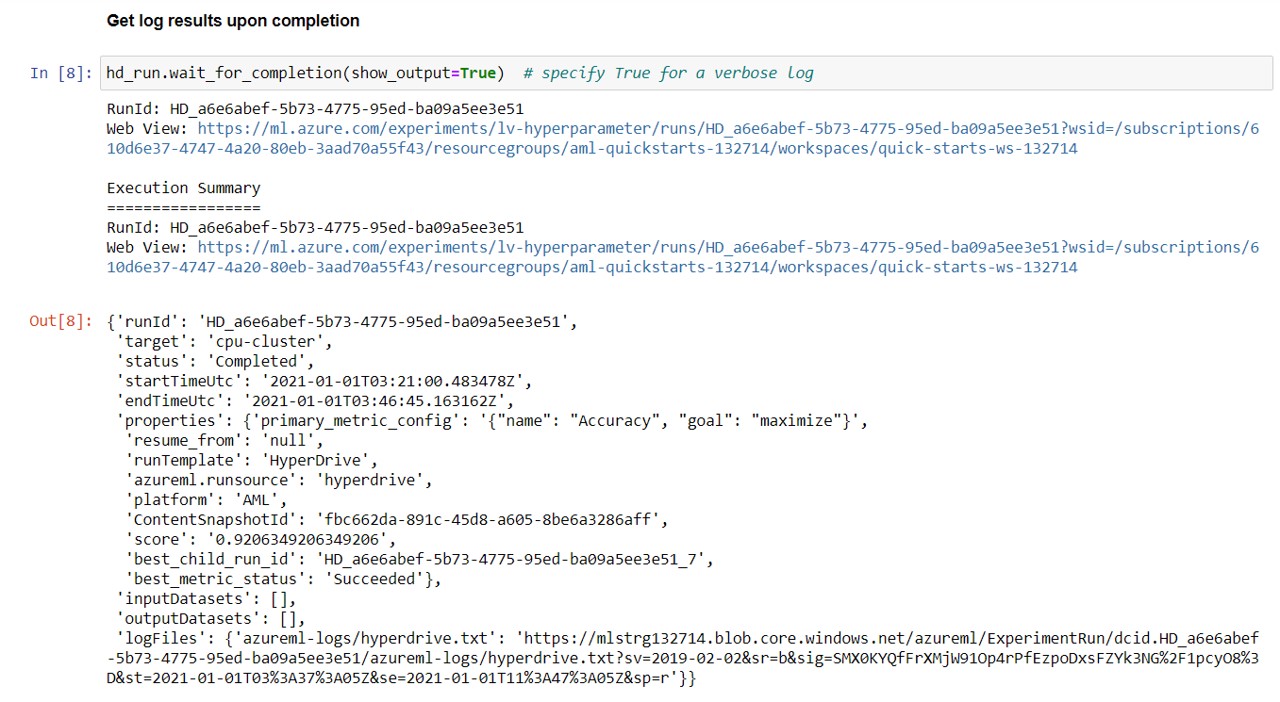 Get log results upon completion
In [8]: hd_run.wait_for_completion(show_output=True)  # specify True for a verbose log
RunId: HD_a6e6abef-5b73-4775-95ed-ba09a5ee3e51
Web View: https://ml.azure.com/experiments/lv-hyperparameter/runs/HD_a6e6abef-5b73-4775-95ed-ba09a5ee3e51?wsid=/subscriptions/6
10d6e37-4747-4a20-80eb-3aad70a55f43/resourcegroups/aml-quickstarts-132714/workspaces/quick-starts-ws-132714
Execution Summary
=================
RunId: HD_a6e6abef-5b73-4775-95ed-ba09a5ee3e51
Web View: https://ml.azure.com/experiments/lv-hyperparameter/runs/HD_a6e6abef-5b73-4775-95ed-ba09a5ee3e51?wsid=/subscriptions/6
10d6e37-4747-4a20-80eb-3aad70a55f43/resourcegroups/aml-quickstarts-132714/workspaces/quick-starts-ws-132714
Out[8]: {'runId': 'HD_a6e6abef-5b73-4775-95ed-ba09a5ee3e51',
'target': 'cpu-cluster',
'status': 'Completed',
'startTimeUtc': '2021-01-01T03:21:00.483478Z',
'endTimeUtc': '2021-01-01T03:46:45.163162Z',
'properties': {'primary_metric_config': '{"name": "Accuracy", "goal": "maximize"}',
'resume_from': 'null',
'runTemplate': 'HyperDrive',
'azureml.runsource': 'hyperdrive',
'platform': 'AML',
'ContentSnapshotId': 'fbc662da-891c-45d8-a605-8be6a3286aff',
'score': '0.9206349206349206',
'best_child_run_id': 'HD_a6e6abef-5b73-4775-95ed-ba09a5ee3e51_7',
'best_metric_status': 'Succeeded'},
'inputDatasets': [],
'outputDatasets': [],
'logFiles': {'azureml-logs/hyperdrive.txt': 'https://mlstrg132714.blob.core.windows.net/azureml/ExperimentRun/dcid.HD_a6e6abef
-5b73-4775-95ed-ba09a5ee3e51/azureml-logs/hyperdrive.txt?sv=2019-02-02&sr=b&sig=SMX0KYQfFrXMjW91Op4rPfEzpoDxsFZYk3NG%2F1pcyO8%3
D&st=2021-01-01T03%3A37%3A05Z&se=2021-01-01T11%3A47%3A05Z&sp=r'}}